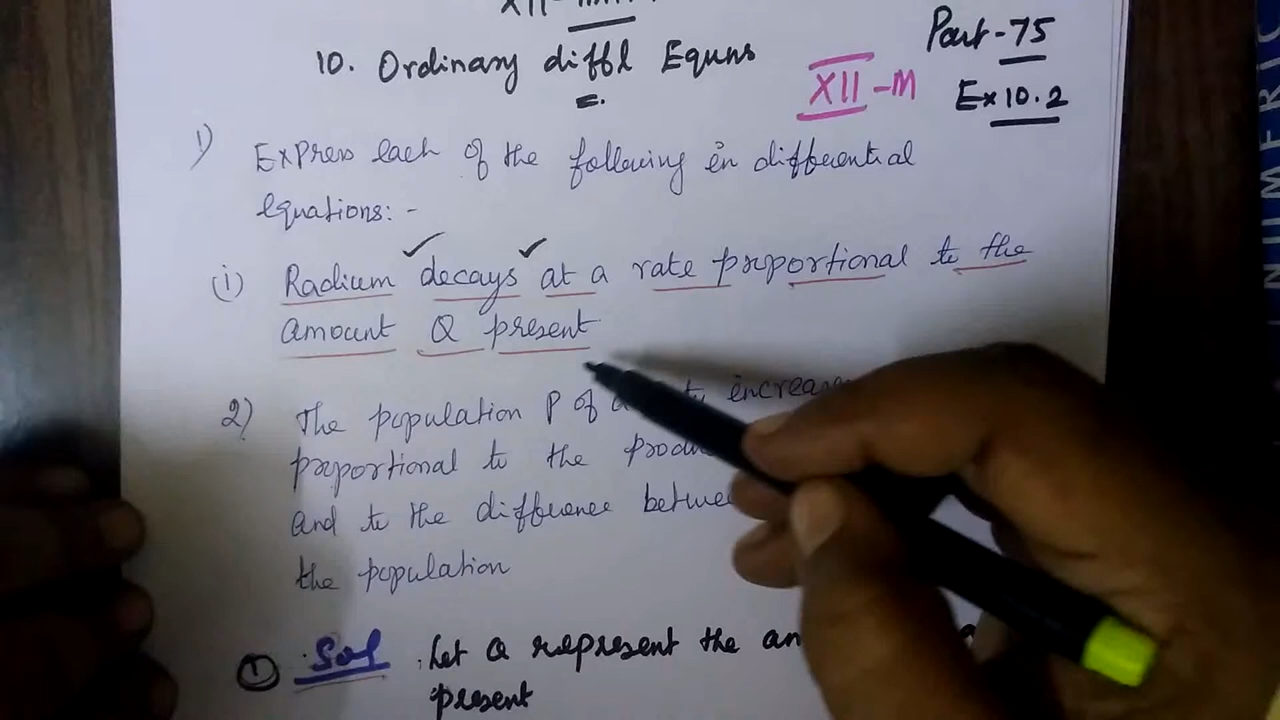 10. Ordinary diffl Equns
Part-75
XII-M
Ex 10.2
1) Express each of the following in differential
equations:-
(i) Radium decays at a rate proportional to the
amount Q present
2) The population P of a increase
proportional to the
and to the difference
the population
① Sol Let Q represent the
present
NUMERIC